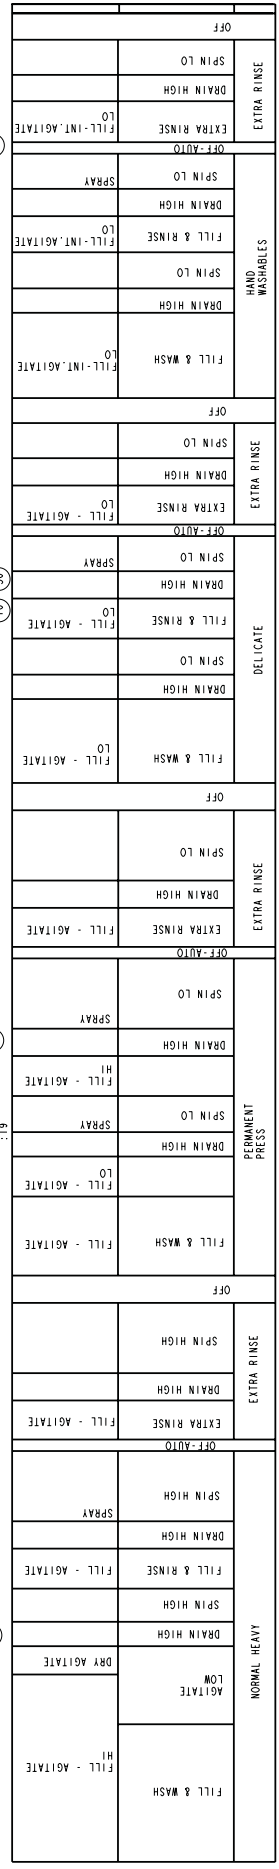 NORMAL HEAVY
FILL & WASH
FILL - AGITATE
HI
AGITATE
LOW
DRY AGITATE
DRAIN HIGH
SPIN HIGH
FILL & RINSE
FILL - AGITATE
DRAIN HIGH
SPIN HIGH
SPRAY
OFF-AUTO
EXTRA RINSE
EXTRA RINSE
FILL - AGITATE
DRAIN HIGH
SPIN HIGH
OFF
PERMANENT
PRESS
FILL & WASH
FILL - AGITATE
FILL - AGITATE
LO
DRAIN HIGH
SPIN LO
SPRAY
FILL - AGITATE
HI
DRAIN HIGH
SPIN LO
SPRAY
OFF-AUTO
EXTRA RINSE
EXTRA RINSE
FILL - AGITATE
DRAIN HIGH
SPIN LO
OFF
DELICATE
FILL & WASH
FILL - AGITATE
LO
DRAIN HIGH
SPIN LO
FILL & RINSE
FILL - AGITATE
LO
DRAIN HIGH
SPIN LO
SPRAY
OFF-AUTO
EXTRA RINSE
EXTRA RINSE
FILL - AGITATE
LO
DRAIN HIGH
SPIN LO
OFF
HAND
WASHABLES
FILL & WASH
FILL-INT.AGITATE
LO
DRAIN HIGH
SPIN LO
FILL & RINSE
FILL-INT.AGITATE
LO
DRAIN HIGH
SPIN LO
SPRAY
OFF-AUTO
EXTRA RINSE
EXTRA RINSE
FILL-INT.AGITATE
LO
DRAIN HIGH
SPIN LO
OFF